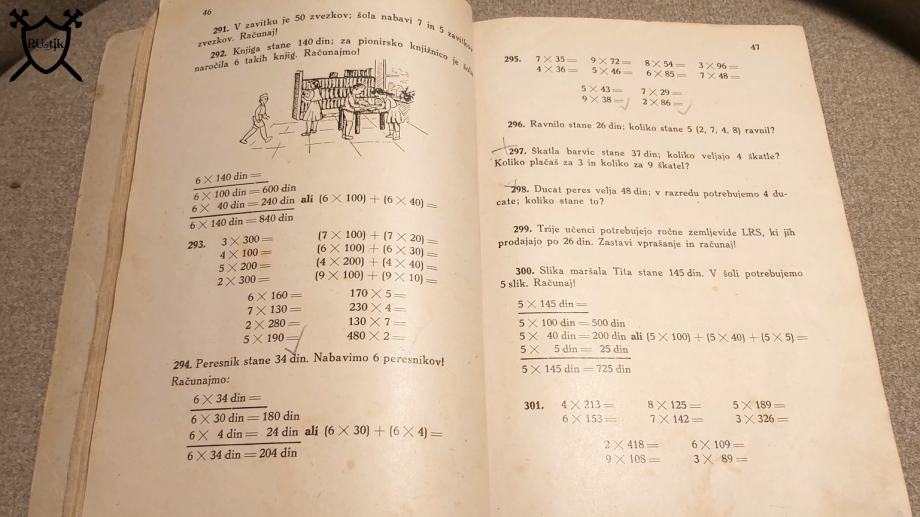 RUstik
46
291. V zavitku je 50 zvezkov; šola nabavi 7 in 5 zavitkov
zvezkov. Računaj!
292. Knjiga stane 140 din; za pionirsko knjižnico je šola
naročila 6 takih knjig. Računajmo!
6 × 140 din =
6 × 100 din = 600 din
6 × 40 din = 240 din ali (6 × 100) + (6 × 40) =
6 × 140 din = 840 din
293. 3 × 300 = (7 × 100) + (7 × 20) =
4 × 100 = (6 × 100) + (6 × 30) =
5 × 200 = (4 × 200) + (4 × 40) =
2 × 300 = (9 × 100) + (9 × 10) =
6 × 160 = 170 × 5 =
7 × 130 = 230 × 4 =
2 × 280 = 130 × 7 =
5 × 190 = 480 × 2 =
294. Peresnik stane 34 din. Nabavimo 6 peresnikov!
Računajmo:
6 × 34 din =
6 × 30 din = 180 din
6 × 4 din = 24 din ali (6 × 30) + (6 × 4) =
6 × 34 din = 204 din
47
295. 7 × 35 = 9 × 72 = 8 × 54 = 3 × 96 =
4 × 36 = 5 × 46 = 6 × 85 = 7 × 48 =
5 × 43 = 7 × 29 =
9 × 38 = 2 × 86 =
296. Ravnilo stane 26 din; koliko stane 5 (2, 7, 4, 8) ravnil?
297. Skatla barvic stane 37 din; koliko veljajo 4 škatle?
Koliko plačaš za 3 in koliko za 9 škatel?
298. Ducat peres velja 48 din; v razredu potrebujemo 4 du-
cate; koliko stane to?
299. Trije učenci potrebujejo ročne zemljevide LRS, ki jih
prodajajo po 26 din. Zastavi vprašanje in računaj!
300. Slika maršala Tita stane 145 din. V šoli potrebujemo
5 slik. Računaj!
5 × 145 din =
5 × 100 din = 500 din
5 × 40 din = 200 din ali (5 × 100) + (5 × 40) + (5 × 5) =
5 × 5 din = 25 din
5 × 145 din = 725 din
301. 4 × 213 = 8 × 125 = 5 × 189 =
6 × 153 = 7 × 142 = 3 × 326 =
2 × 418 = 6 × 109 =
9 × 108 = 3 × 89 =